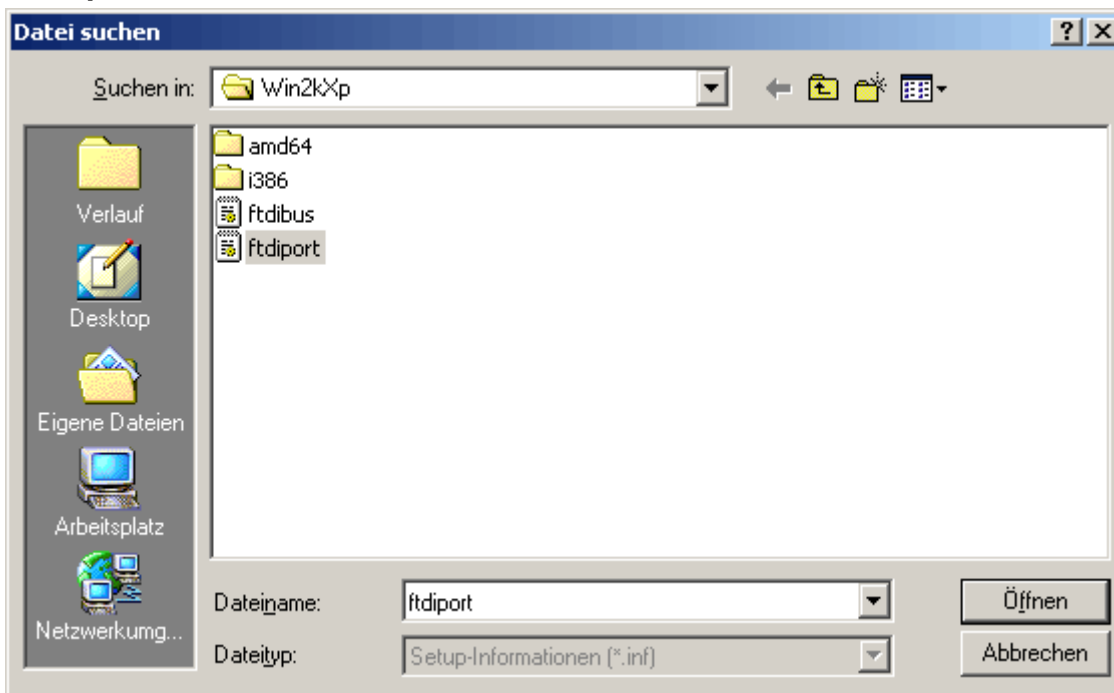 Datei suchen
Suchen in: Win2kXp
amd64
i386
ftdibus
ftdiport
Verlauf
Desktop
Eigene Dateien
Arbeitsplatz
Netzwerkumg...
Dateiname: ftdiport Öffnen
Dateityp: Setup-Informationen (*.inf) Abbrechen